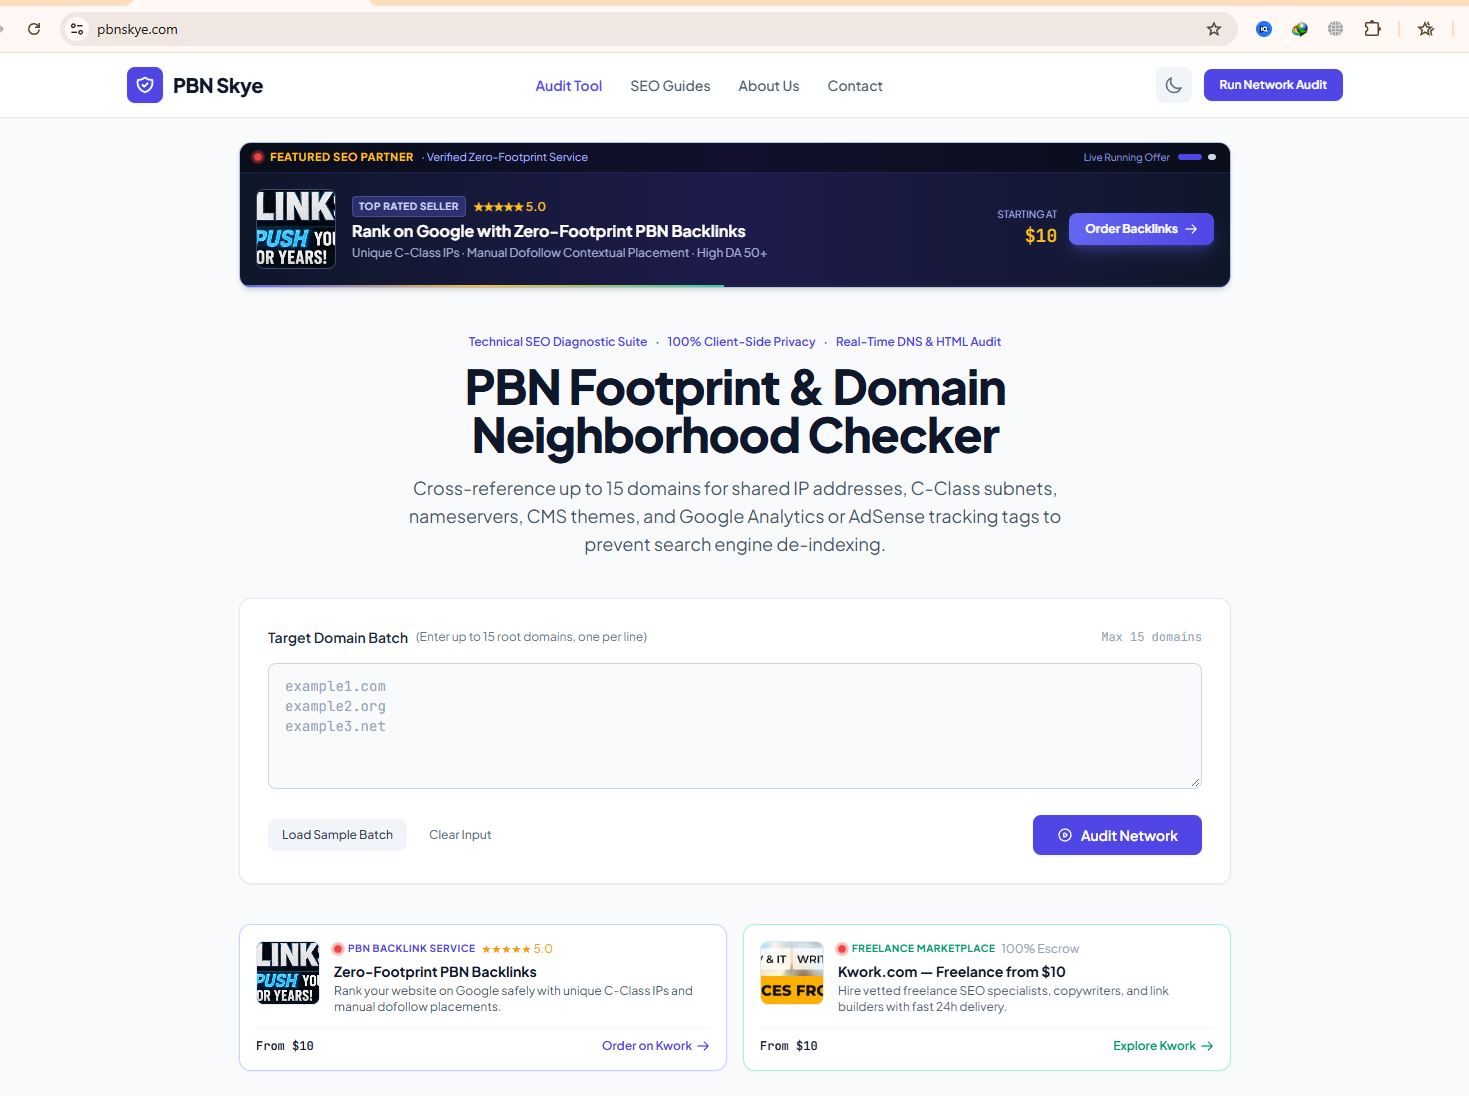 pbnskye.com
PBN Skye
Audit Tool
SEO Guides
About Us
Contact
Run Network Audit
FEATURED SEO PARTNER · Verified Zero-Footprint Service
Live Running Offer
LINK
PUSH YOU
OR YEARS!
TOP RATED SELLER ★★★★★ 5.0
Rank on Google with Zero-Footprint PBN Backlinks
Unique C-Class IPs · Manual Dofollow Contextual Placement · High DA 50+
STARTING AT
$10
Order Backlinks →
Technical SEO Diagnostic Suite · 100% Client-Side Privacy · Real-Time DNS & HTML Audit
PBN Footprint & Domain
Neighborhood Checker
Cross-reference up to 15 domains for shared IP addresses, C-Class subnets,
nameservers, CMS themes, and Google Analytics or AdSense tracking tags to
prevent search engine de-indexing.
Target Domain Batch (Enter up to 15 root domains, one per line)
Max 15 domains
example1.com
example2.org
example3.net
Load Sample Batch
Clear Input
Audit Network
LINK
PUSH YOU
OR YEARS!
PBN BACKLINK SERVICE ★★★★★ 5.0
Zero-Footprint PBN Backlinks
Rank your website on Google safely with unique C-Class IPs and
manual dofollow placements.
From $10
Order on Kwork →
& IT WRIT
CES FRO
FREELANCE MARKETPLACE 100% Escrow
Kwork.com — Freelance from $10
Hire vetted freelance SEO specialists, copywriters, and link
builders with fast 24h delivery.
From $10
Explore Kwork →